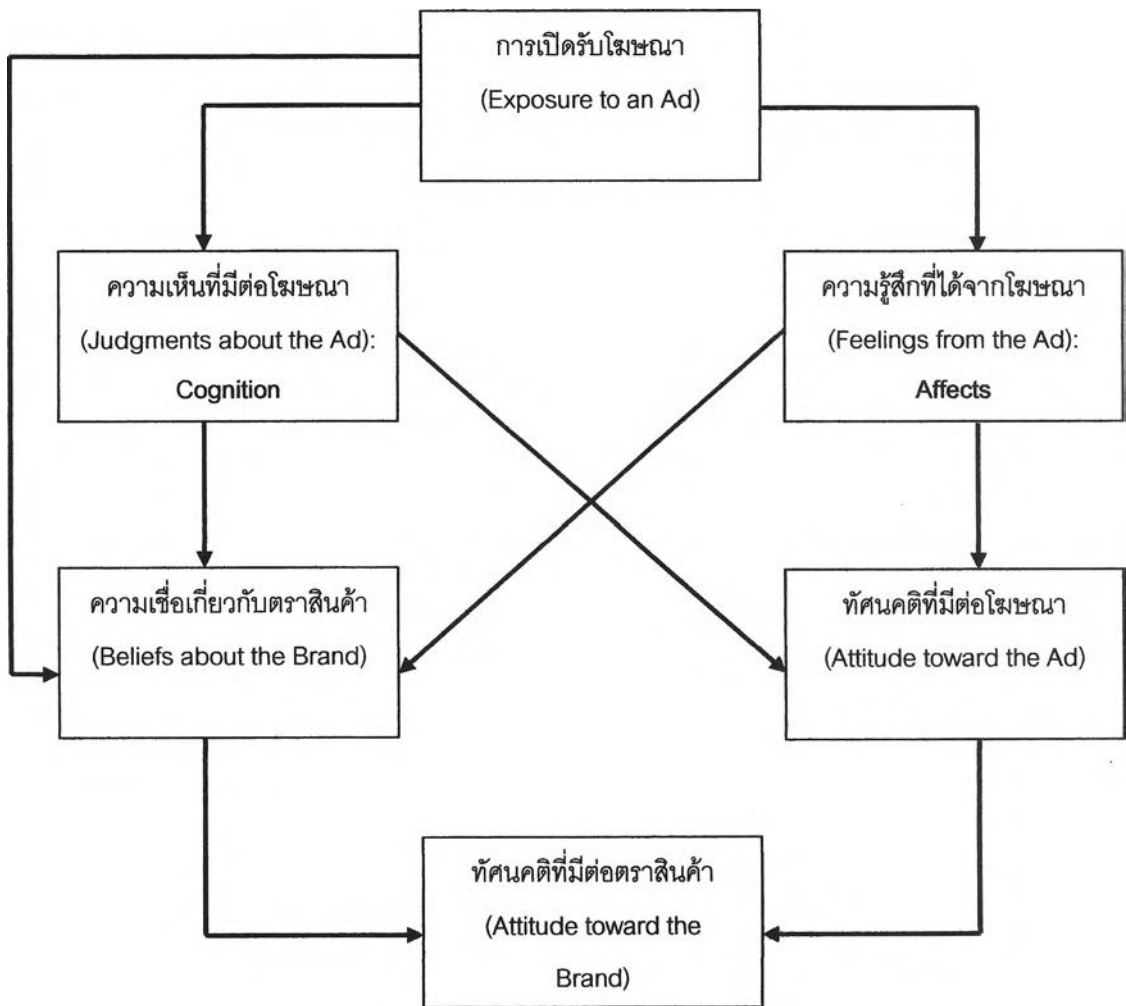 การเปิดรับโฆษณา
(Exposure to an Ad)
ความเห็นที่มีต่อโฆษณา
(Judgments about the Ad):
Cognition
ความรู้สึกที่ได้จากโฆษณา
(Feelings from the Ad):
Affects
ความเชื่อเกี่ยวกับตราสินค้า
(Beliefs about the Brand)
ทัศนคติที่มีต่อโฆษณา
(Attitude toward the Ad)
ทัศนคติที่มีต่อตราสินค้า
(Attitude toward the
Brand)